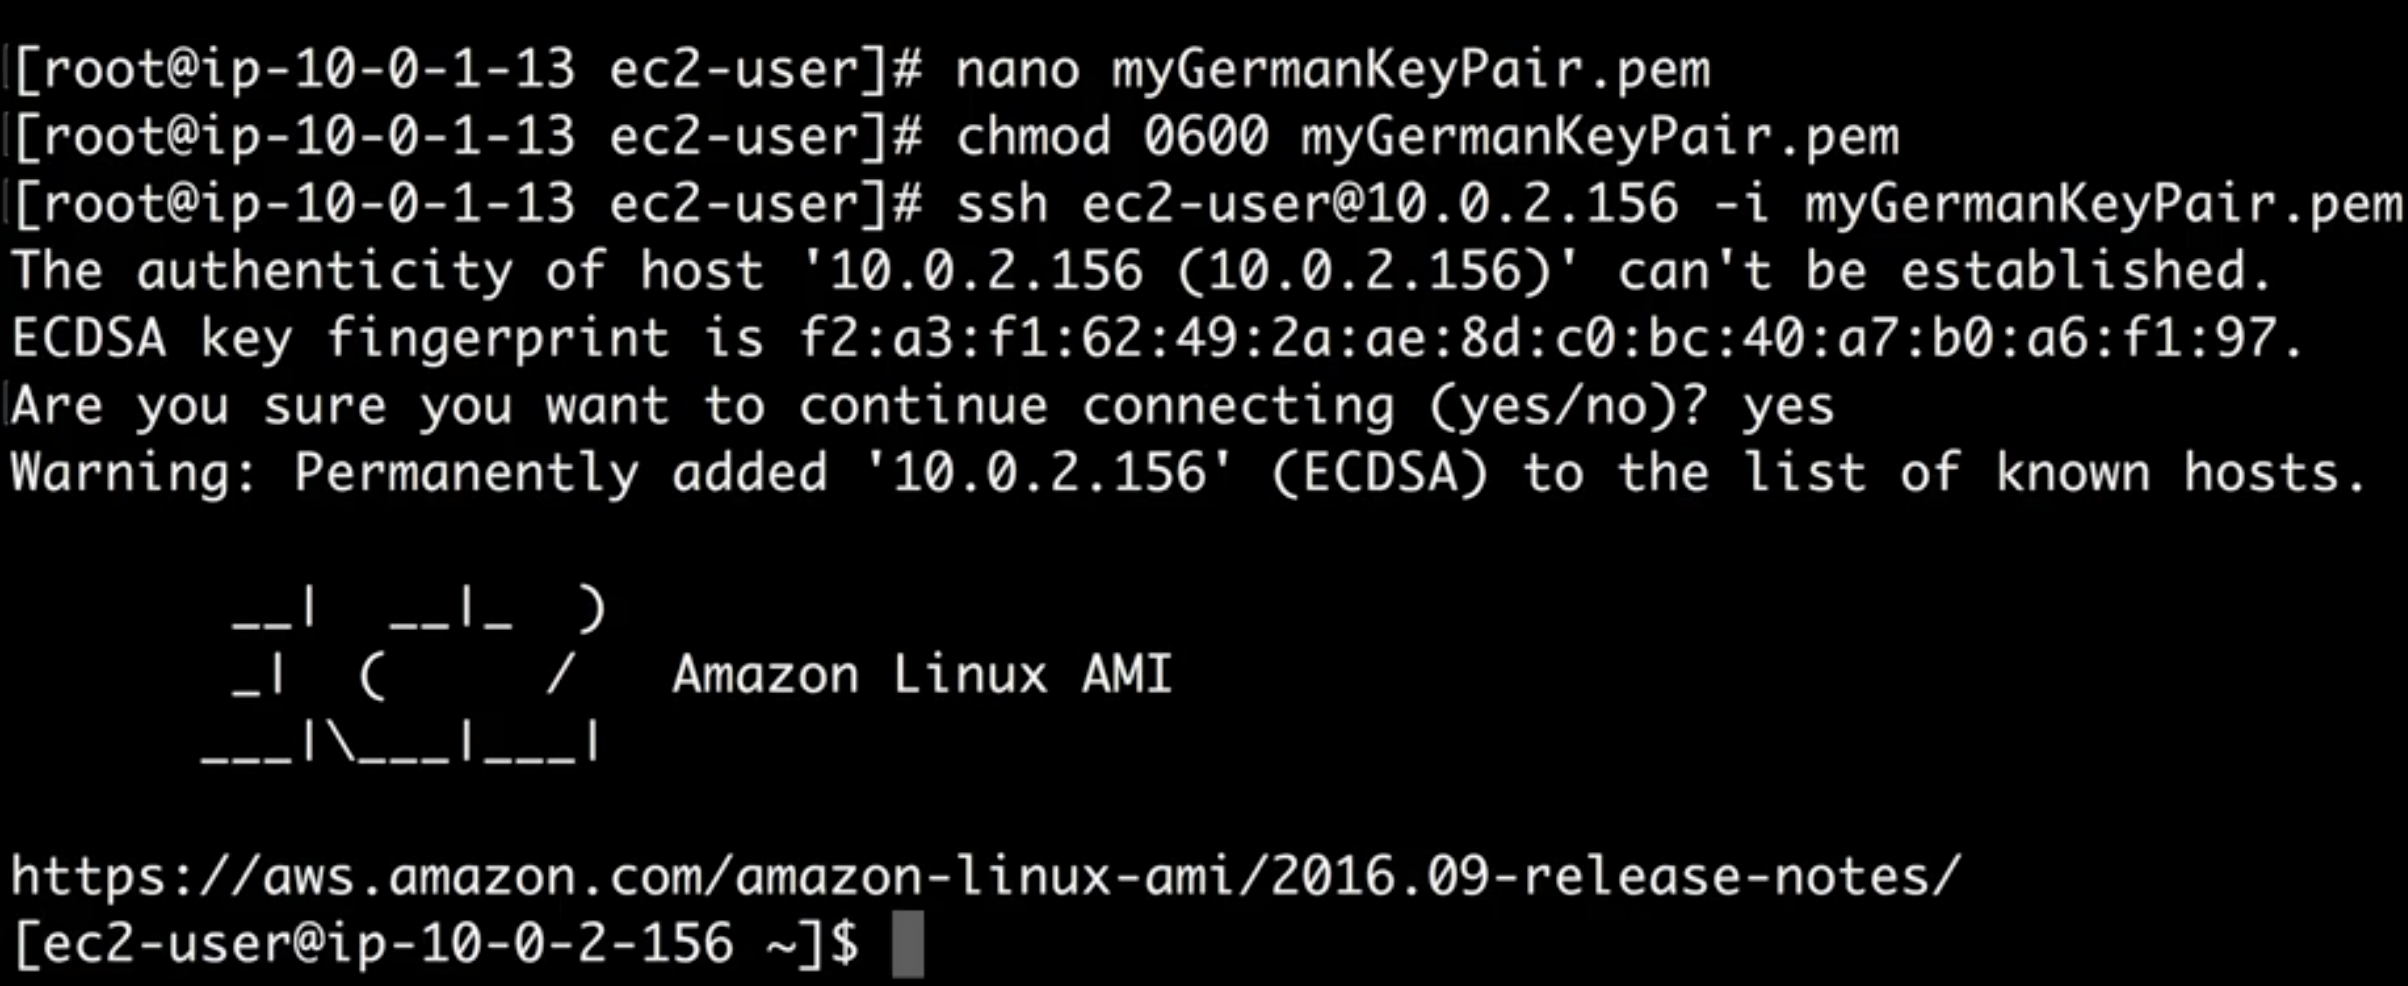 [root@ip-10-0-1-13 ec2-user]# nano myGermanKeyPair.pem
[root@ip-10-0-1-13 ec2-user]# chmod 0600 myGermanKeyPair.pem
[root@ip-10-0-1-13 ec2-user]# ssh ec2-user@10.0.2.156 -i myGermanKeyPair.pem
The authenticity of host '10.0.2.156 (10.0.2.156)' can't be established.
ECDSA key fingerprint is f2:a3:f1:62:49:2a:ae:8d:c0:bc:40:a7:b0:a6:f1:97.
Are you sure you want to continue connecting (yes/no)? yes
Warning: Permanently added '10.0.2.156' (ECDSA) to the list of known hosts.
       __|  __|_  )
       _|  (     /   Amazon Linux AMI
      ___|\___|___|
https://aws.amazon.com/amazon-linux-ami/2016.09-release-notes/
[ec2-user@ip-10-0-2-156 ~]$